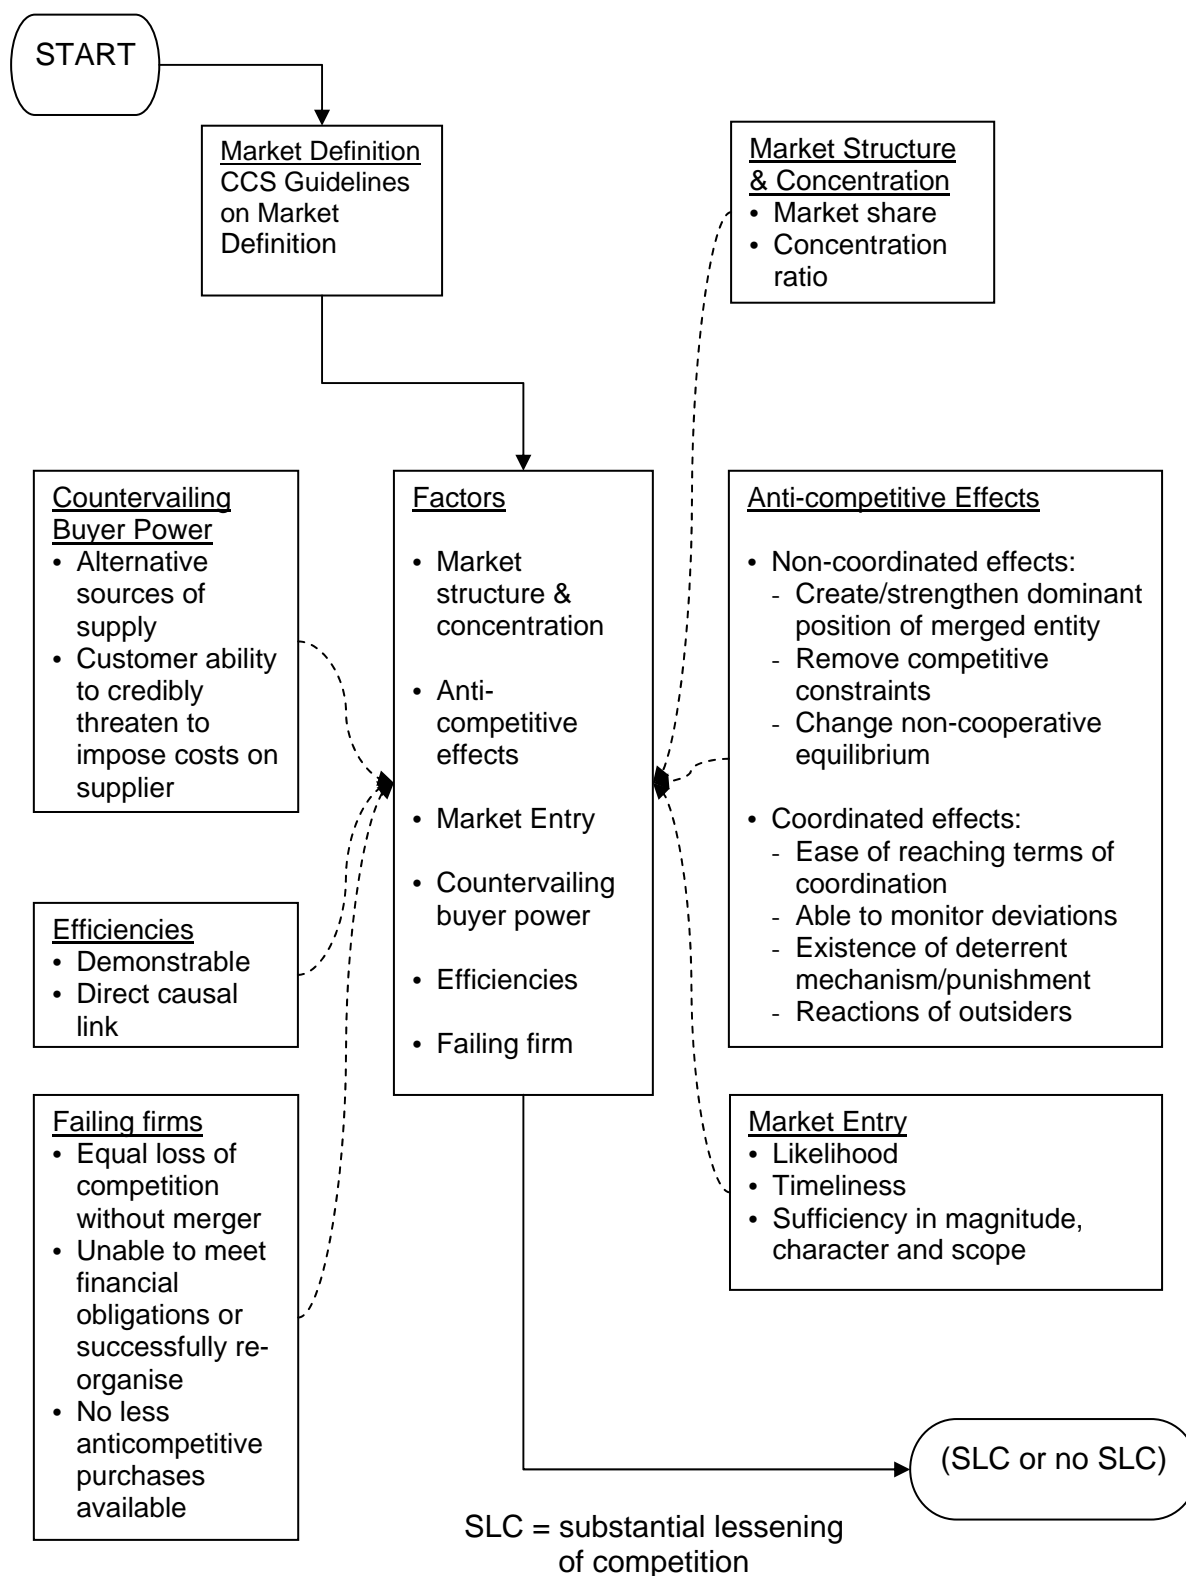 START
Market Definition
CCS Guidelines
on Market
Definition
Market Structure
& Concentration
• Market share
• Concentration
ratio
Countervailing
Buyer Power
• Alternative
sources of
supply
• Customer ability
to credibly
threaten to
impose costs on
supplier
Factors
• Market
structure &
concentration
• Anti-
competitive
effects
• Market Entry
• Countervailing
buyer power
• Efficiencies
• Failing firm
Anti-competitive Effects
• Non-coordinated effects:
- Create/strengthen dominant
position of merged entity
- Remove competitive
constraints
- Change non-cooperative
equilibrium
• Coordinated effects:
- Ease of reaching terms of
coordination
- Able to monitor deviations
- Existence of deterrent
mechanism/punishment
- Reactions of outsiders
Efficiencies
• Demonstrable
• Direct causal
link
Failing firms
• Equal loss of
competition
without merger
• Unable to meet
financial
obligations or
successfully re-
organise
• No less
anticompetitive
purchases
available
Market Entry
• Likelihood
• Timeliness
• Sufficiency in magnitude,
character and scope
(SLC or no SLC)
SLC = substantial lessening
of competition